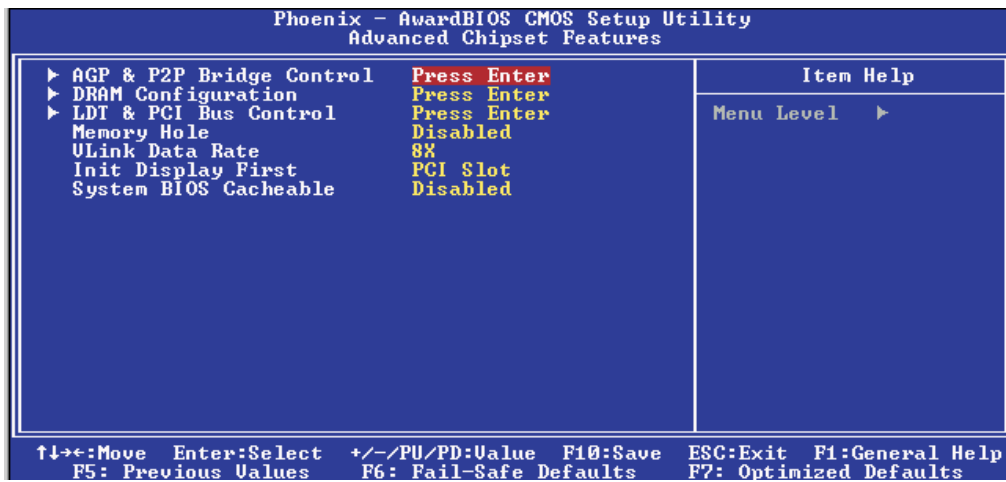 Phoenix - AwardBIOS CMOS Setup Utility
Advanced Chipset Features
► AGP & P2P Bridge Control Press Enter
► DRAM Configuration Press Enter
► LDT & PCI Bus Control Press Enter
Memory Hole Disabled
VLink Data Rate 8X
Init Display First PCI Slot
System BIOS Cacheable Disabled
Item Help
Menu Level ►
↑↓→←:Move Enter:Select +/-/PU/PD:Value F10:Save ESC:Exit F1:General Help
F5: Previous Values F6: Fail-Safe Defaults F7: Optimized Defaults